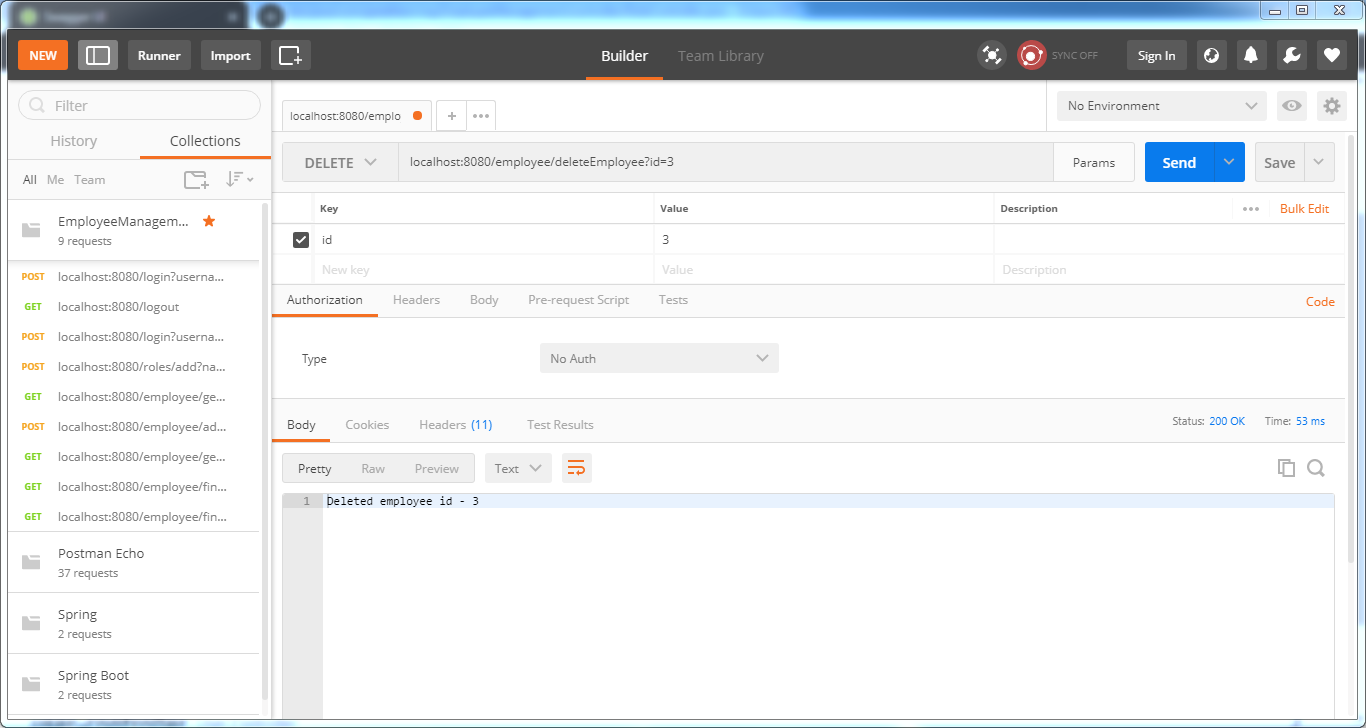 Swagger UI
NEW Runner Import Builder Team Library SYNC OFF Sign In
Filter
History Collections
All Me Team
EmployeeManagem...
9 requests
POST localhost:8080/login?userna...
GET localhost:8080/logout
POST localhost:8080/login?userna...
POST localhost:8080/roles/add?na...
GET localhost:8080/employee/ge...
POST localhost:8080/employee/ad...
GET localhost:8080/employee/ge...
GET localhost:8080/employee/fin...
GET localhost:8080/employee/fin...
Postman Echo
37 requests
Spring
2 requests
Spring Boot
2 requests
localhost:8080/emplo + •••
No Environment
DELETE localhost:8080/employee/deleteEmployee?id=3 Params Send Save
Key Value Description ••• Bulk Edit
id 3
New key Value Description
Authorization Headers Body Pre-request Script Tests Code
Type No Auth
Body Cookies Headers (11) Test Results Status: 200 OK Time: 53 ms
Pretty Raw Preview Text
1 Deleted employee id - 3